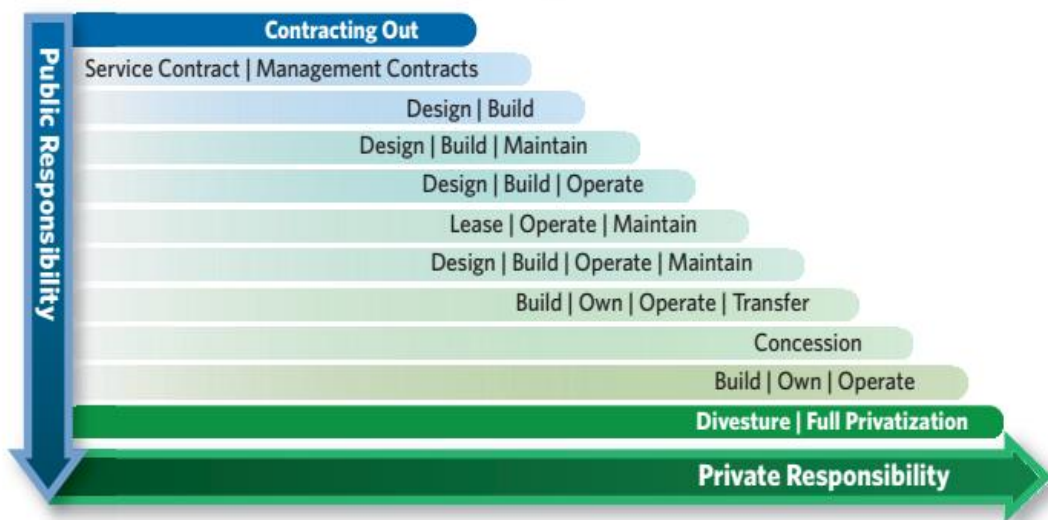 Public Responsibility
Contracting Out
Service Contract | Management Contracts
Design | Build
Design | Build | Maintain
Design | Build | Operate
Lease | Operate | Maintain
Design | Build | Operate | Maintain
Build | Own | Operate | Transfer
Concession
Build | Own | Operate
Divesture | Full Privatization
Private Responsibility